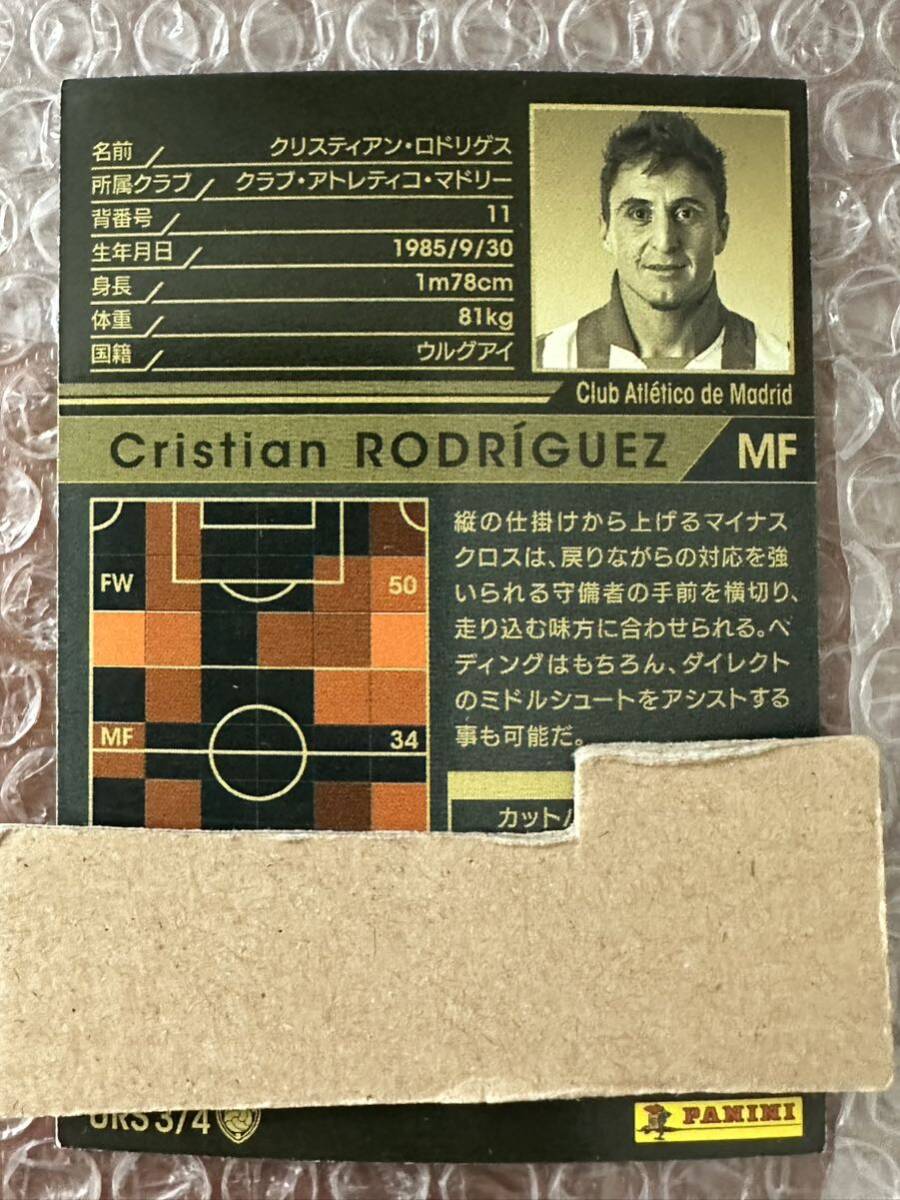 名前 クリスティアン・ロドリゲス
所属クラブ クラブ・アトレティコ・マドリー
背番号 11
生年月日 1985/9/30
身長 1m78cm
体重 81kg
国籍 ウルグアイ
Club Atlético de Madrid
Cristian RODRÍGUEZ MF
FW 50
MF 34
縦の仕掛けから上げるマイナス
クロスは、戻りながらの対応を強
いられる守備者の手前を横切り、
走り込む味方に合わせられる。ヘ
ディングはもちろん、ダイレクト
のミドルシュートをアシストする
事も可能だ。
カット
URS 3/4
PANINI